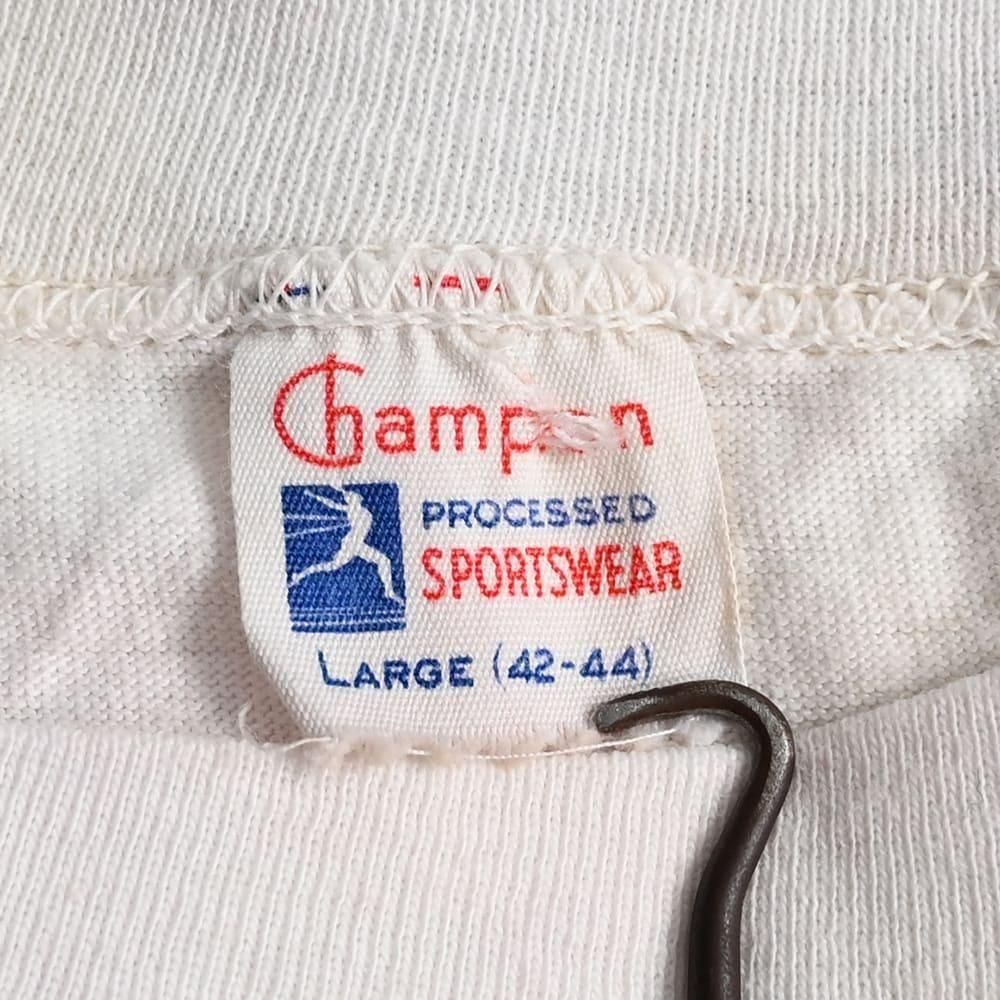 Champion
PROCESSED
SPORTSWEAR
LARGE (42-44)